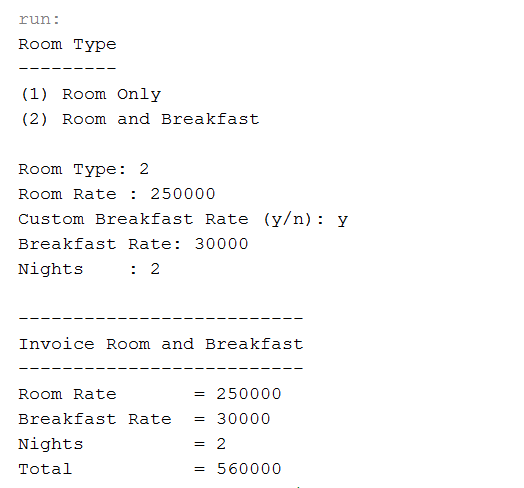 run:
Room Type
---------
(1) Room Only
(2) Room and Breakfast

Room Type: 2
Room Rate : 250000
Custom Breakfast Rate (y/n): y
Breakfast Rate: 30000
Nights    : 2

--------------------------
Invoice Room and Breakfast
--------------------------
Room Rate       = 250000
Breakfast Rate  = 30000
Nights          = 2
Total           = 560000